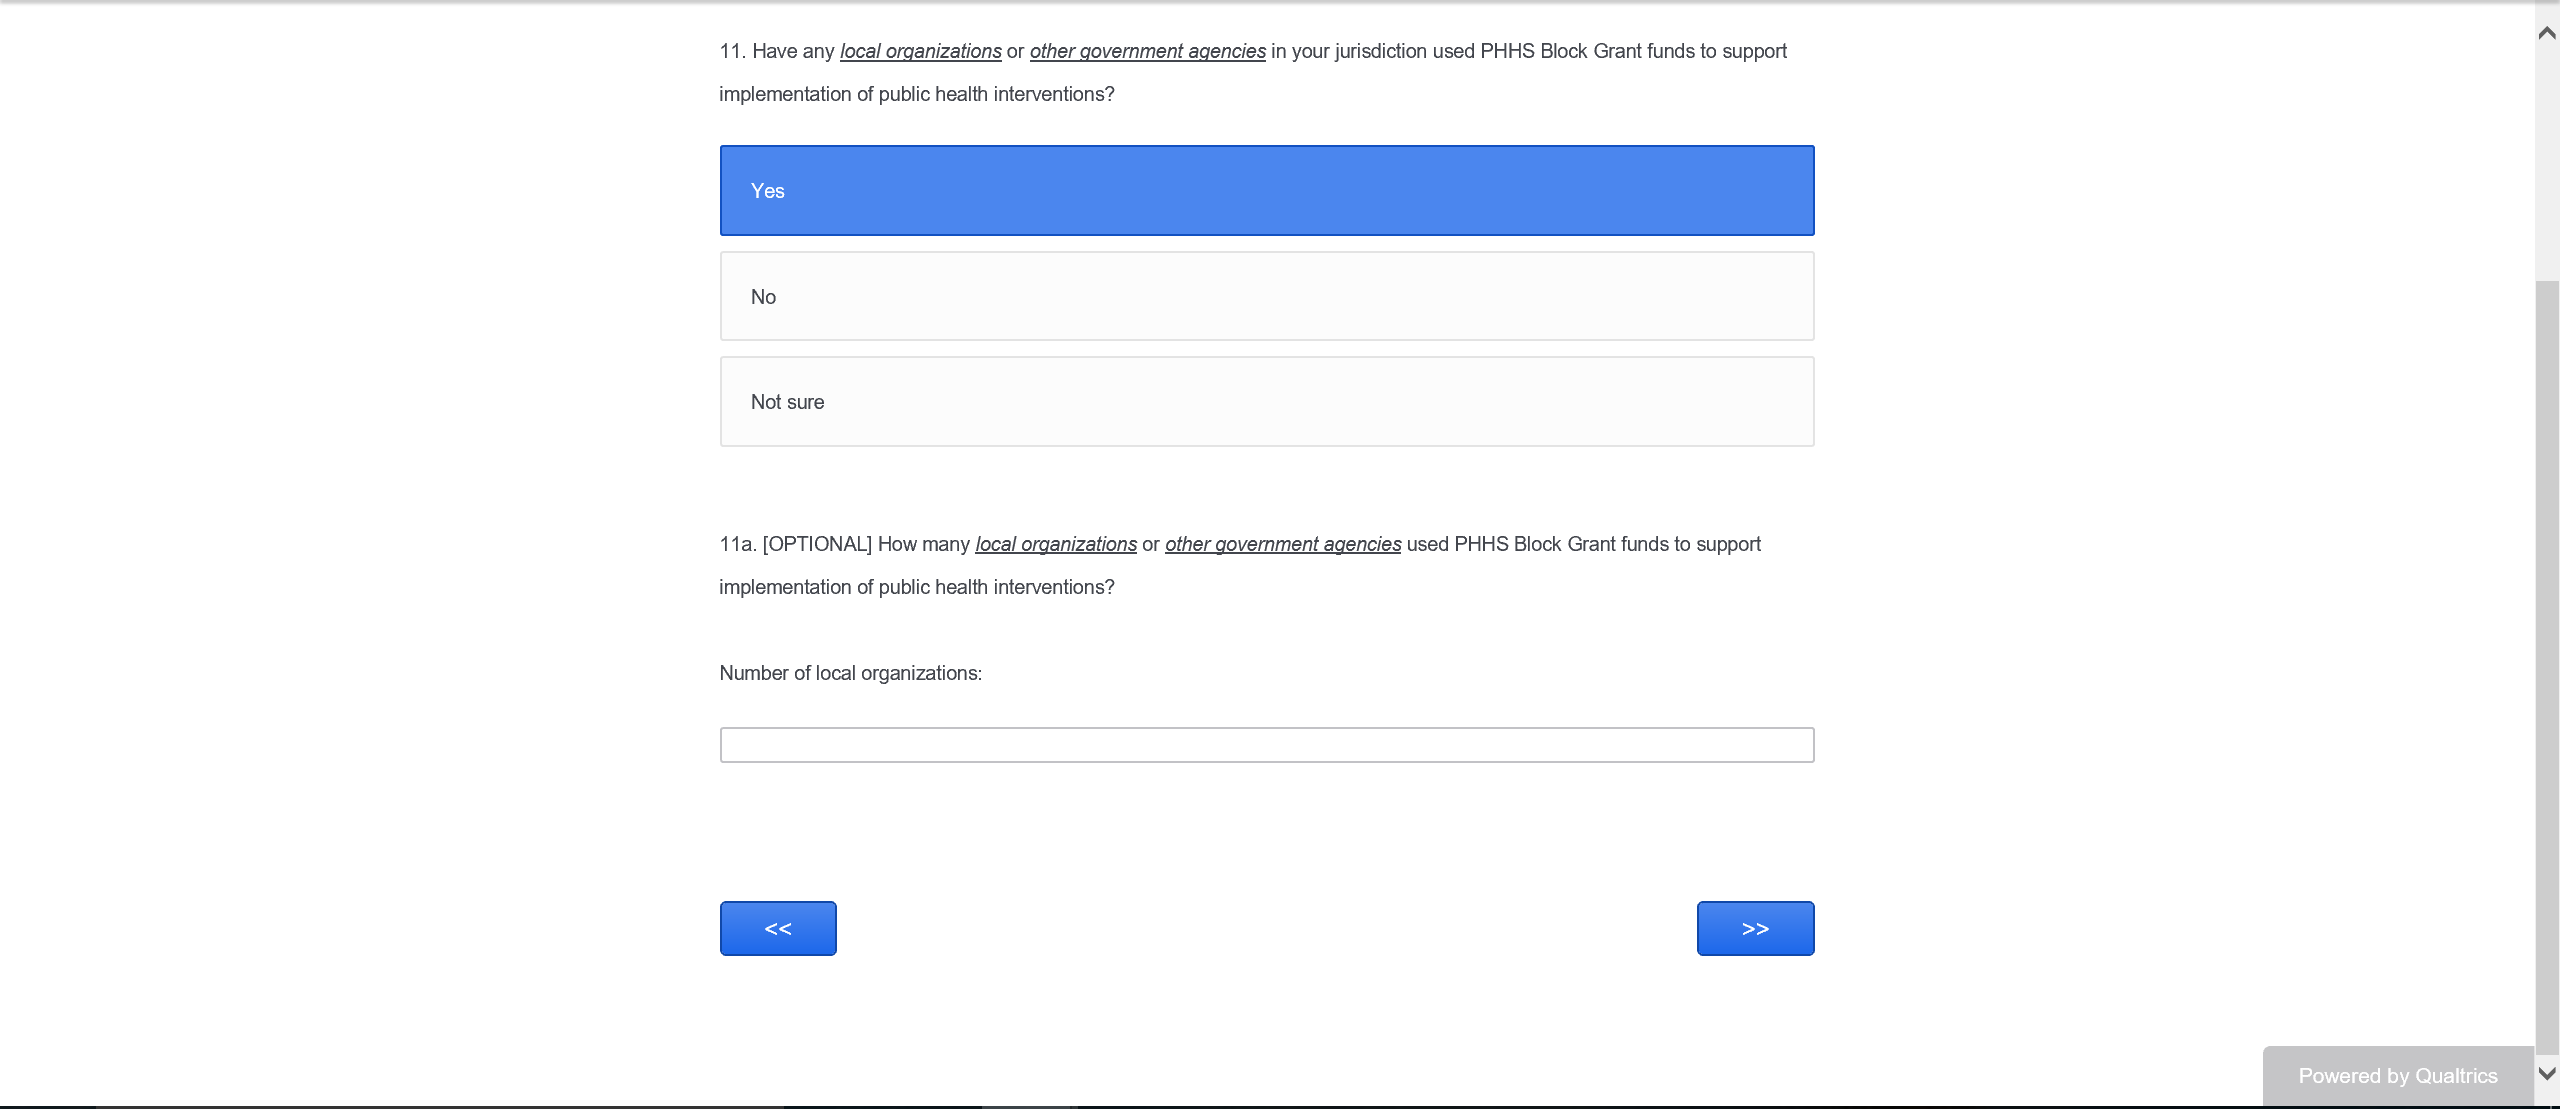 11. Have any local organizations or other government agencies in your jurisdiction used PHHS Block Grant funds to support
implementation of public health interventions?
Yes
No
Not sure
11a. [OPTIONAL] How many local organizations or other government agencies used PHHS Block Grant funds to support
implementation of public health interventions?
Number of local organizations:
<< >>
Powered by Qualtrics